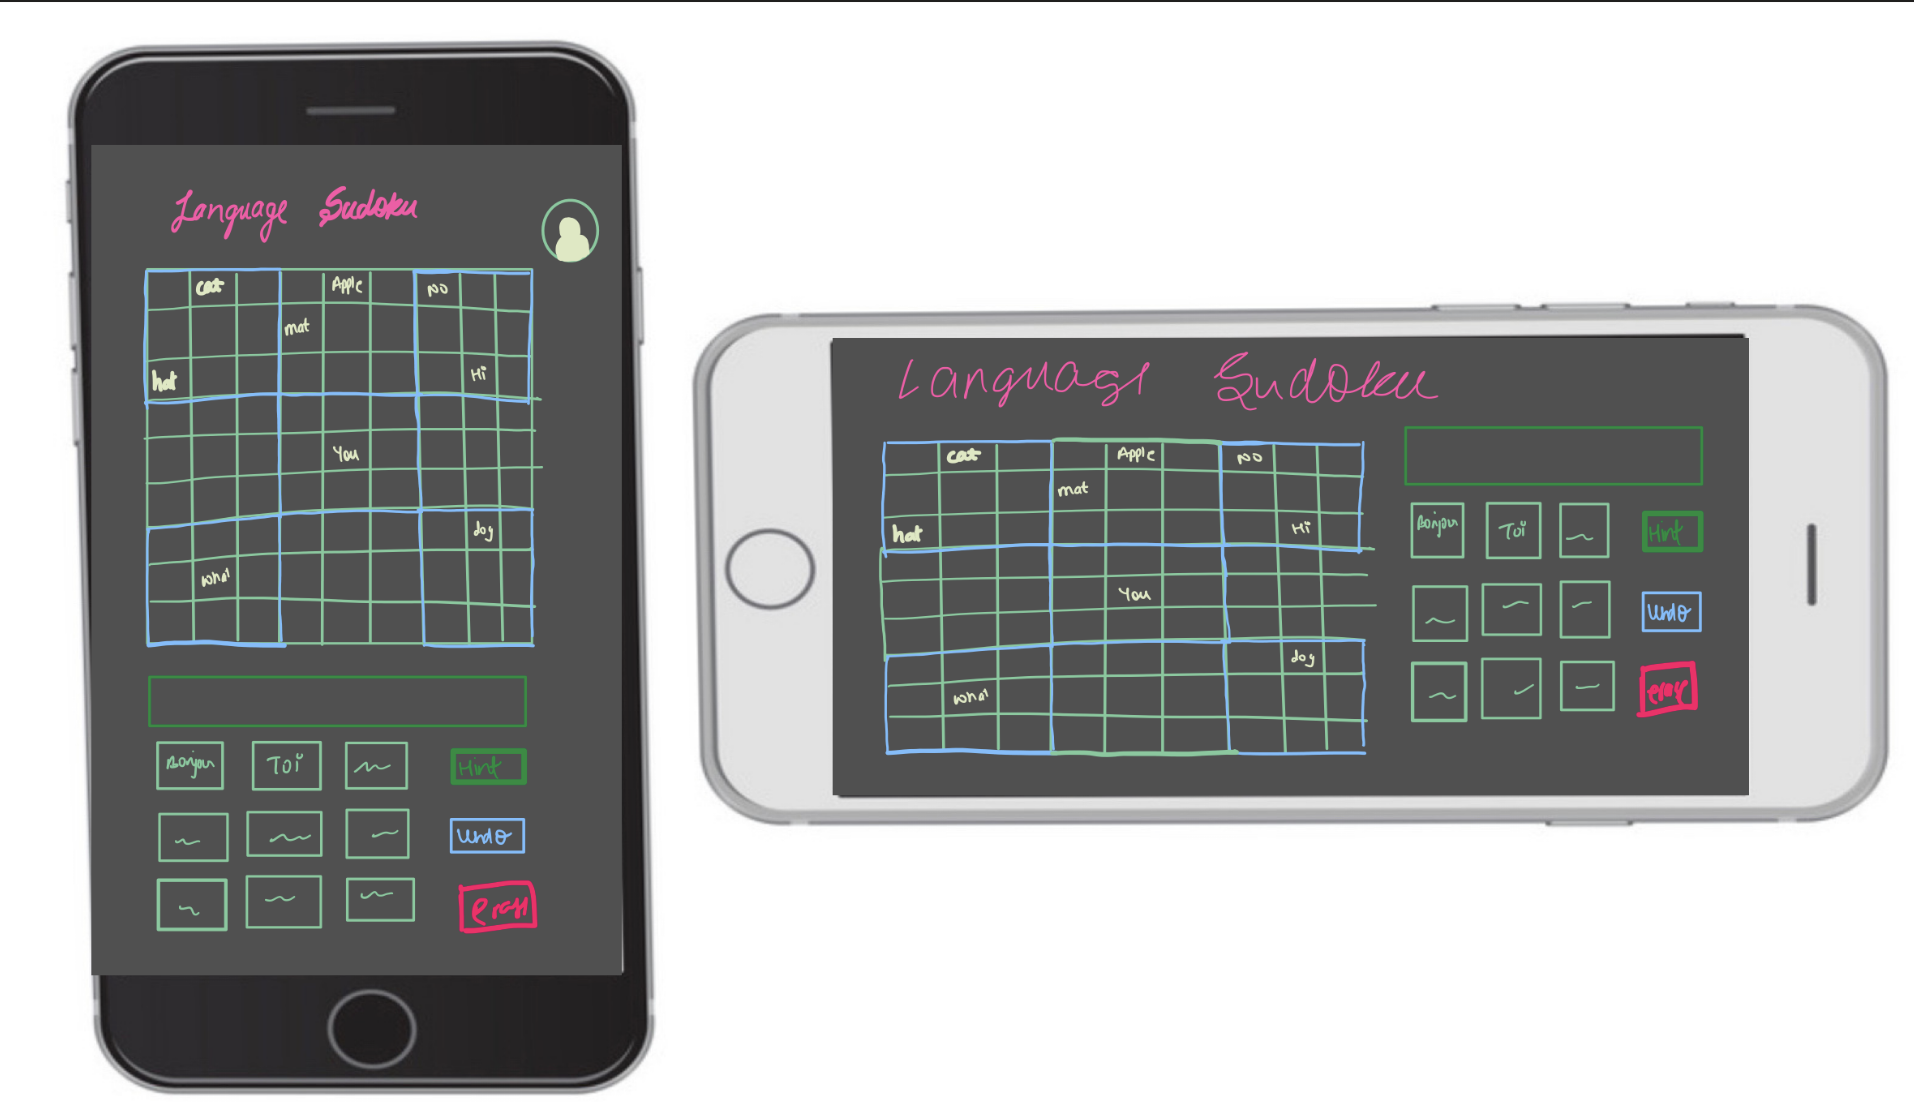 Language Sudoku
cat Apple no
mat
hat Hi
You
dog
what
Bonjour Toi Hint
Undo
erase
Language Sudoku
cat Apple no
mat
hat Hi
You
dog
what
Bonjour Toi Hint
Undo
erase